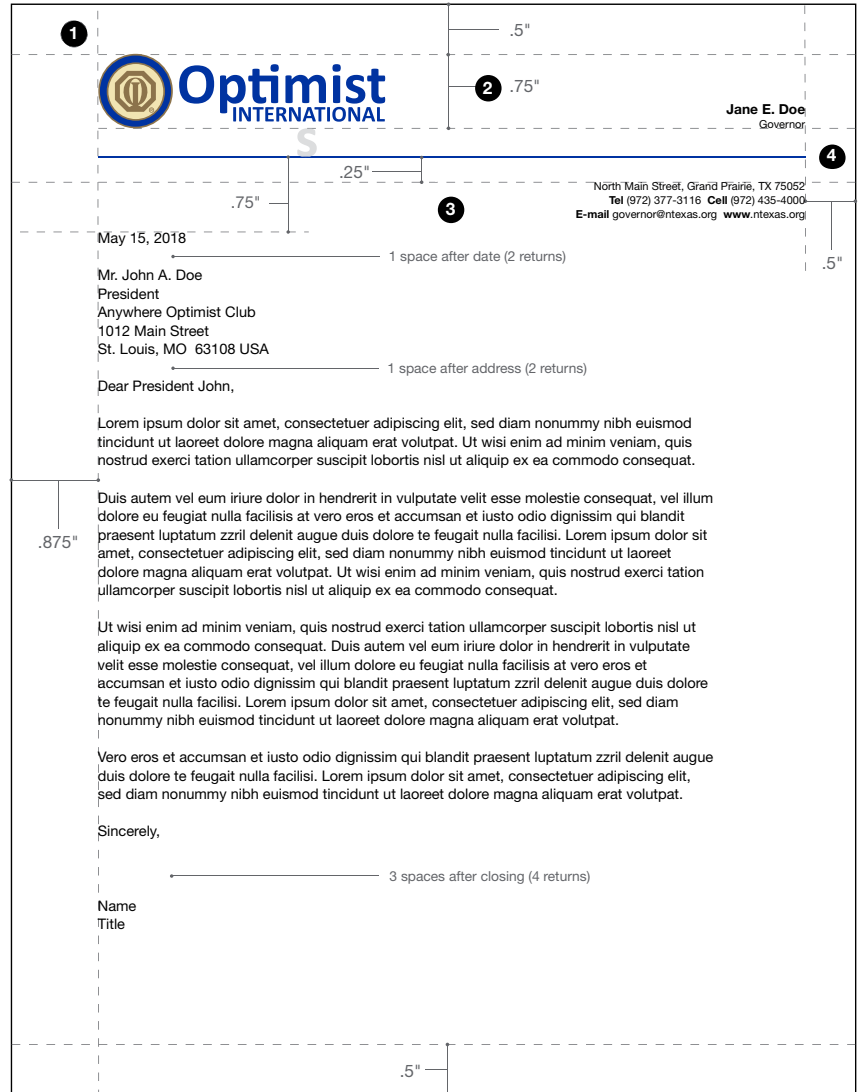 1
.5"
Optimist
INTERNATIONAL
2
.75"
Jane E. Doe
Governor
S
4
.25"
North Main Street, Grand Prairie, TX 75052
.75"
Tel (972) 377-3116  Cell (972) 435-4000
3
E-mail governor@ntexas.org  www.ntexas.org
May 15, 2018
1 space after date (2 returns)
.5"
Mr. John A. Doe
President
Anywhere Optimist Club
1012 Main Street
St. Louis, MO  63108 USA
1 space after address (2 returns)
Dear President John,
Lorem ipsum dolor sit amet, consectetuer adipiscing elit, sed diam nonummy nibh euismod
tincidunt ut laoreet dolore magna aliquam erat volutpat. Ut wisi enim ad minim veniam, quis
nostrud exerci tation ullamcorper suscipit lobortis nisl ut aliquip ex ea commodo consequat.
Duis autem vel eum iriure dolor in hendrerit in vulputate velit esse molestie consequat, vel illum
dolore eu feugiat nulla facilisis at vero eros et accumsan et iusto odio dignissim qui blandit
praesent luptatum zzril delenit augue duis dolore te feugait nulla facilisi. Lorem ipsum dolor sit
.875"
amet, consectetuer adipiscing elit, sed diam nonummy nibh euismod tincidunt ut laoreet
dolore magna aliquam erat volutpat. Ut wisi enim ad minim veniam, quis nostrud exerci tation
ullamcorper suscipit lobortis nisl ut aliquip ex ea commodo consequat.
Ut wisi enim ad minim veniam, quis nostrud exerci tation ullamcorper suscipit lobortis nisl ut
aliquip ex ea commodo consequat. Duis autem vel eum iriure dolor in hendrerit in vulputate
velit esse molestie consequat, vel illum dolore eu feugiat nulla facilisis at vero eros et
accumsan et iusto odio dignissim qui blandit praesent luptatum zzril delenit augue duis dolore
te feugait nulla facilisi. Lorem ipsum dolor sit amet, consectetuer adipiscing elit, sed diam
nonummy nibh euismod tincidunt ut laoreet dolore magna aliquam erat volutpat.
Vero eros et accumsan et iusto odio dignissim qui blandit praesent luptatum zzril delenit augue
duis dolore te feugait nulla facilisi. Lorem ipsum dolor sit amet, consectetuer adipiscing elit,
sed diam nonummy nibh euismod tincidunt ut laoreet dolore magna aliquam erat volutpat.
Sincerely,
3 spaces after closing (4 returns)
Name
Title
.5"